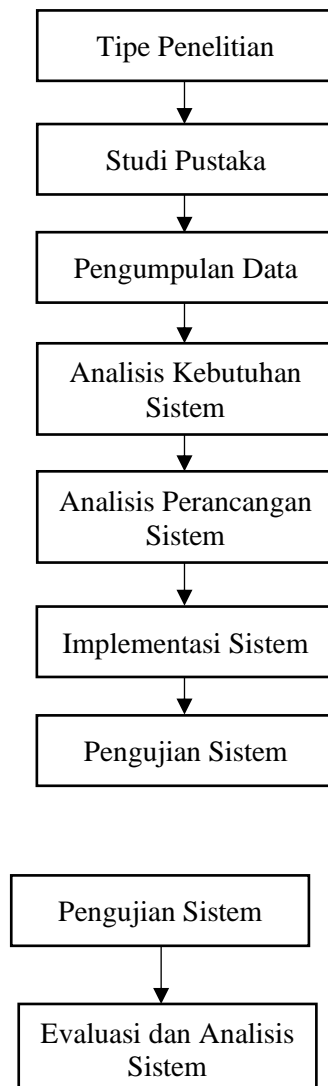 Tipe Penelitian
Studi Pustaka
Pengumpulan Data
Analisis Kebutuhan
Sistem
Analisis Perancangan
Sistem
Implementasi Sistem
Pengujian Sistem
Pengujian Sistem
Evaluasi dan Analisis
Sistem